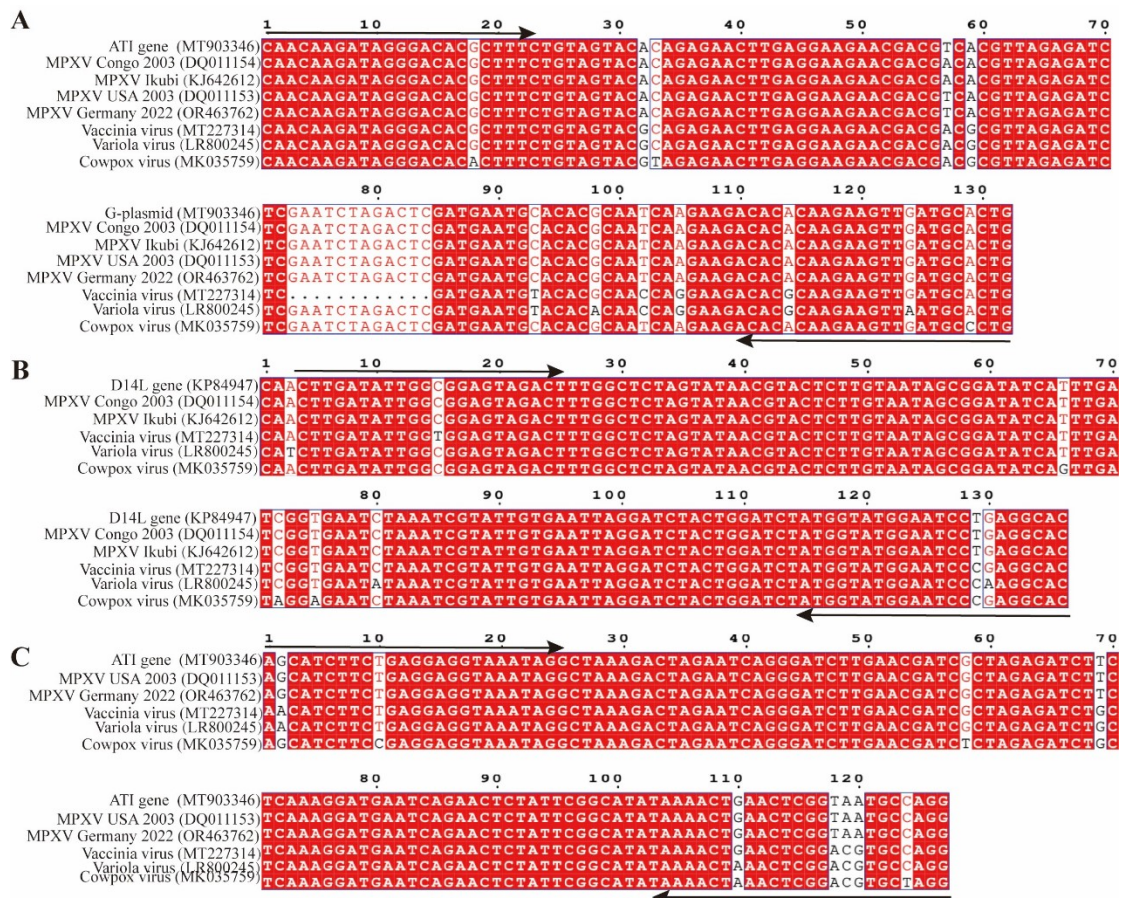 A
1 10 20 30 40 50 60 70
ATI gene (MT903346) CAACAAGATAGGGACACGCTTTCTGTAGTACACAGAGAACTTGAGGAAGAACGACGTCACGTTAGAGATC
MPXV Congo 2003 (DQ011154) CAACAAGATAGGGACACGCTTTCTGTAGTACACAGAGAACTTGAGGAAGAACGACGACACGTTAGAGATC
MPXV Ikubi (KJ642612) CAACAAGATAGGGACACGCTTTCTGTAGTACACAGAGAACTTGAGGAAGAACGACGACACGTTAGAGATC
MPXV USA 2003 (DQ011153) CAACAAGATAGGGACACGCTTTCTGTAGTACACAGAGAACTTGAGGAAGAACGACGTCACGTTAGAGATC
MPXV Germany 2022 (OR463762) CAACAAGATAGGGACACGCTTTCTGTAGTACACAGAGAACTTGAGGAAGAACGACGTCACGTTAGAGATC
Vaccinia virus (MT227314) CAACAAGATAGGGACACGCTTTCTGTAGTACGCAGAGAACTTGAGGAAGAACGACGACGCGTTAGAGATC
Variola virus (LR800245) CAACAAGATAGGGACACGCTTTCTGTAGTACGCAGAGAACTTGAGGAAGAACGACGACGCGTTAGAGATC
Cowpox virus (MK035759) CAACAAGATAGGGACACACTTTCTGTAGTACGTAGAGAACTTGAGGAAGAACGACGACGCGTTAGAGATC
80 90 100 110 120 130
G-plasmid (MT903346) TCGAATCTAGACTCGATGAATGCACACGCAATCAAGAAGACACACAAGAAGTTGATGCACTG
MPXV Congo 2003 (DQ011154) TCGAATCTAGACTCGATGAATGCACACGCAATCAAGAAGACACACAAGAAGTTGATGCACTG
MPXV Ikubi (KJ642612) TCGAATCTAGACTCGATGAATGCACACGCAATCAAGAAGACACACAAGAAGTTGATGCACTG
MPXV USA 2003 (DQ011153) TCGAATCTAGACTCGATGAATGCACACGCAATCAAGAAGACACACAAGAAGTTGATGCACTG
MPXV Germany 2022 (OR463762) TCGAATCTAGACTCGATGAATGCACACGCAATCAAGAAGACACACAAGAAGTTGATGCACTG
Vaccinia virus (MT227314) TC............GATGAATGTACACGCAACCAGGAAGACACGCAAGAAGTTGATGCACTG
Variola virus (LR800245) TCGAATCTAGACTCGATGAATGTACACACAACCAGGAAGACACGCAAGAAGTTAATGCACTG
Cowpox virus (MK035759) TCGAATCTAGACTCGATGAATGCACACGCAATCAAGAAGACACACAAGAAGTTGATGCCCTG
B
1 10 20 30 40 50 60 70
D14L gene (KP84947) CAACTTGATATTGGCGGAGTAGACTTTGGCTCTAGTATAACGTACTCTTGTAATAGCGGATATCATTTGA
MPXV Congo 2003 (DQ011154) CAACTTGATATTGGCGGAGTAGACTTTGGCTCTAGTATAACGTACTCTTGTAATAGCGGATATCATTTGA
MPXV Ikubi (KJ642612) CAACTTGATATTGGCGGAGTAGACTTTGGCTCTAGTATAACGTACTCTTGTAATAGCGGATATCATTTGA
Vaccinia virus (MT227314) CAACTTGATATTGGTGGAGTAGACTTTGGCTCTAGTATAACGTACTCTTGTAATAGCGGATATCATTTGA
Variola virus (LR800245) CATCTTGATATTGGCGGAGTAGACTTTGGCTCTAGTATAACGTACTCTTGTAATAGCGGATATCATTTGA
Cowpox virus (MK035759) CAACTTGATATTGGCGGAGTAGACTTTGGCTCTAGTATAACGTACTCTTGTAATAGCGGATATCAGTTGA
80 90 100 110 120 130
D14L gene (KP84947) TCGGTGAATCTAAATCGTATTGTGAATTAGGATCTACTGGATCTATGGTATGGAATCCTGAGGCAC
MPXV Congo 2003 (DQ011154) TCGGTGAATCTAAATCGTATTGTGAATTAGGATCTACTGGATCTATGGTATGGAATCCTGAGGCAC
MPXV Ikubi (KJ642612) TCGGTGAATCTAAATCGTATTGTGAATTAGGATCTACTGGATCTATGGTATGGAATCCTGAGGCAC
Vaccinia virus (MT227314) TCGGTGAATCTAAATCGTATTGTGAATTAGGATCTACTGGATCTATGGTATGGAATCCCGAGGCAC
Variola virus (LR800245) TCGGTGAATATAAATCGTATTGTGAATTAGGATCTACTGGATCTATGGTATGGAATCCCAAGGCAC
Cowpox virus (MK035759) TAGGAGAATCTAAATCGTATTGTGAATTAGGATCTACTGGATCTATGGTATGGAATCCCGAGGCAC
C
1 10 20 30 40 50 60 70
ATI gene (MT903346) AGCATCTTCTGAGGAGGTAAATAGGCTAAAGACTAGAATCAGGGATCTTGAACGATCGCTAGAGATCTTC
MPXV USA 2003 (DQ011153) AGCATCTTCTGAGGAGGTAAATAGGCTAAAGACTAGAATCAGGGATCTTGAACGATCGCTAGAGATCTTC
MPXV Germany 2022 (OR463762) AGCATCTTCTGAGGAGGTAAATAGGCTAAAGACTAGAATCAGGGATCTTGAACGATCGCTAGAGATCTTC
Vaccinia virus (MT227314) AACATCTTCTGAGGAGGTAAATAGGCTAAAGACTAGAATCAGGGATCTTGAACGATCGCTAGAGATCTGC
Variola virus (LR800245) AACATCTTCTGAGGAGGTAAATAGGCTAAAGACTAGAATCAGGGATCTTGAACGATCGCTAGAGATCTGC
Cowpox virus (MK035759) AGCATCTTCCGAGGAGGTAAATAGGCTAAAGACTAGAATCAGGGATCTTGAACGATCTCTAGAGATCTGC
80 90 100 110 120
ATI gene (MT903346) TCAAAGGATGAATCAGAACTCTATTCGGCATATAAAACTGAACTCGGTAATGCCAGG
MPXV USA 2003 (DQ011153) TCAAAGGATGAATCAGAACTCTATTCGGCATATAAAACTGAACTCGGTAATGCCAGG
MPXV Germany 2022 (OR463762) TCAAAGGATGAATCAGAACTCTATTCGGCATATAAAACTGAACTCGGTAATGCCAGG
Vaccinia virus (MT227314) TCAAAGGATGAATCAGAACTCTATTCGGCATATAAAACTGAACTCGGACGTGCCAGG
Variola virus (LR800245) TCAAAGGATGAATCAGAACTCTATTCGGCATATAAAACTAAACTCGGACGTGCCAGG
Cowpox virus (MK035759) TCAAAGGATGAATCAGAACTCTATTCGGCATATAAAACTAAACTCGGACGTGCTAGG